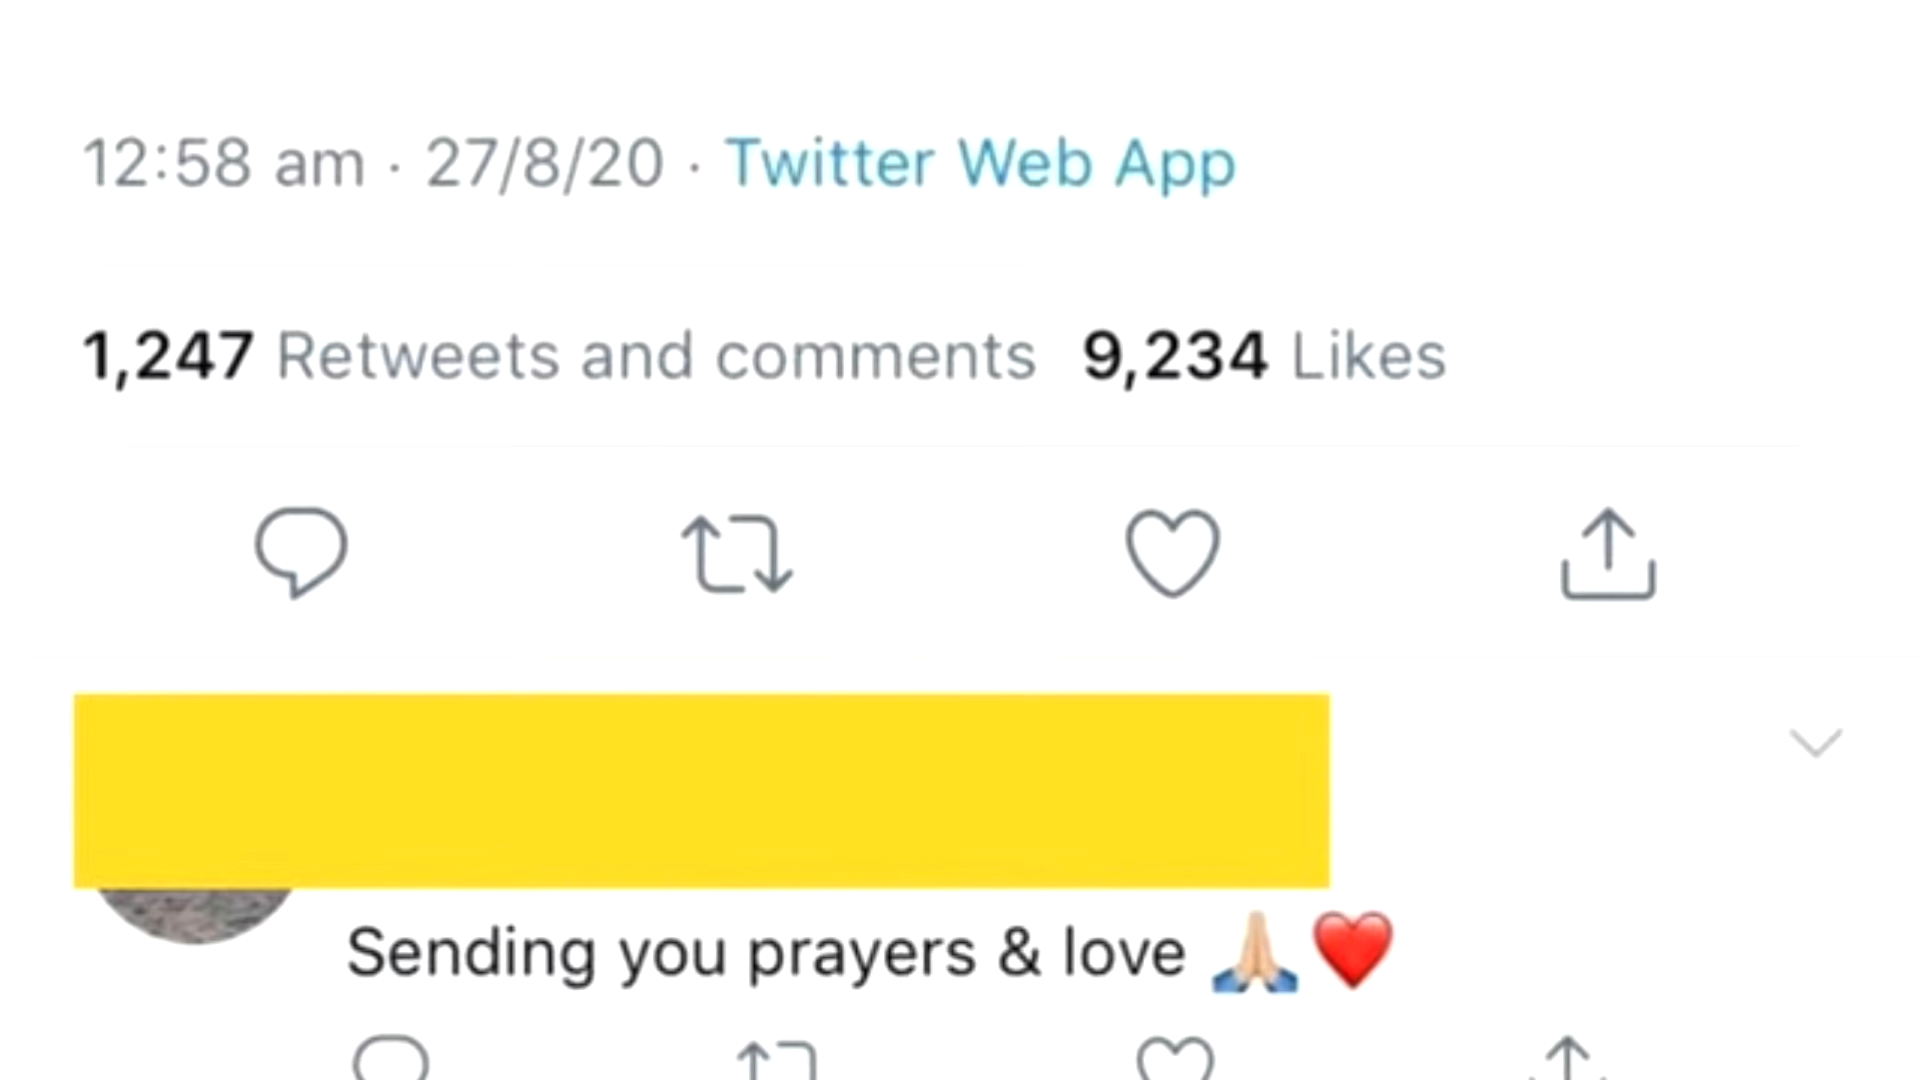 12:58 am · 27/8/20 · Twitter Web App
1,247 Retweets and comments 9,234 Likes
Sending you prayers & love 🙏🏼❤️